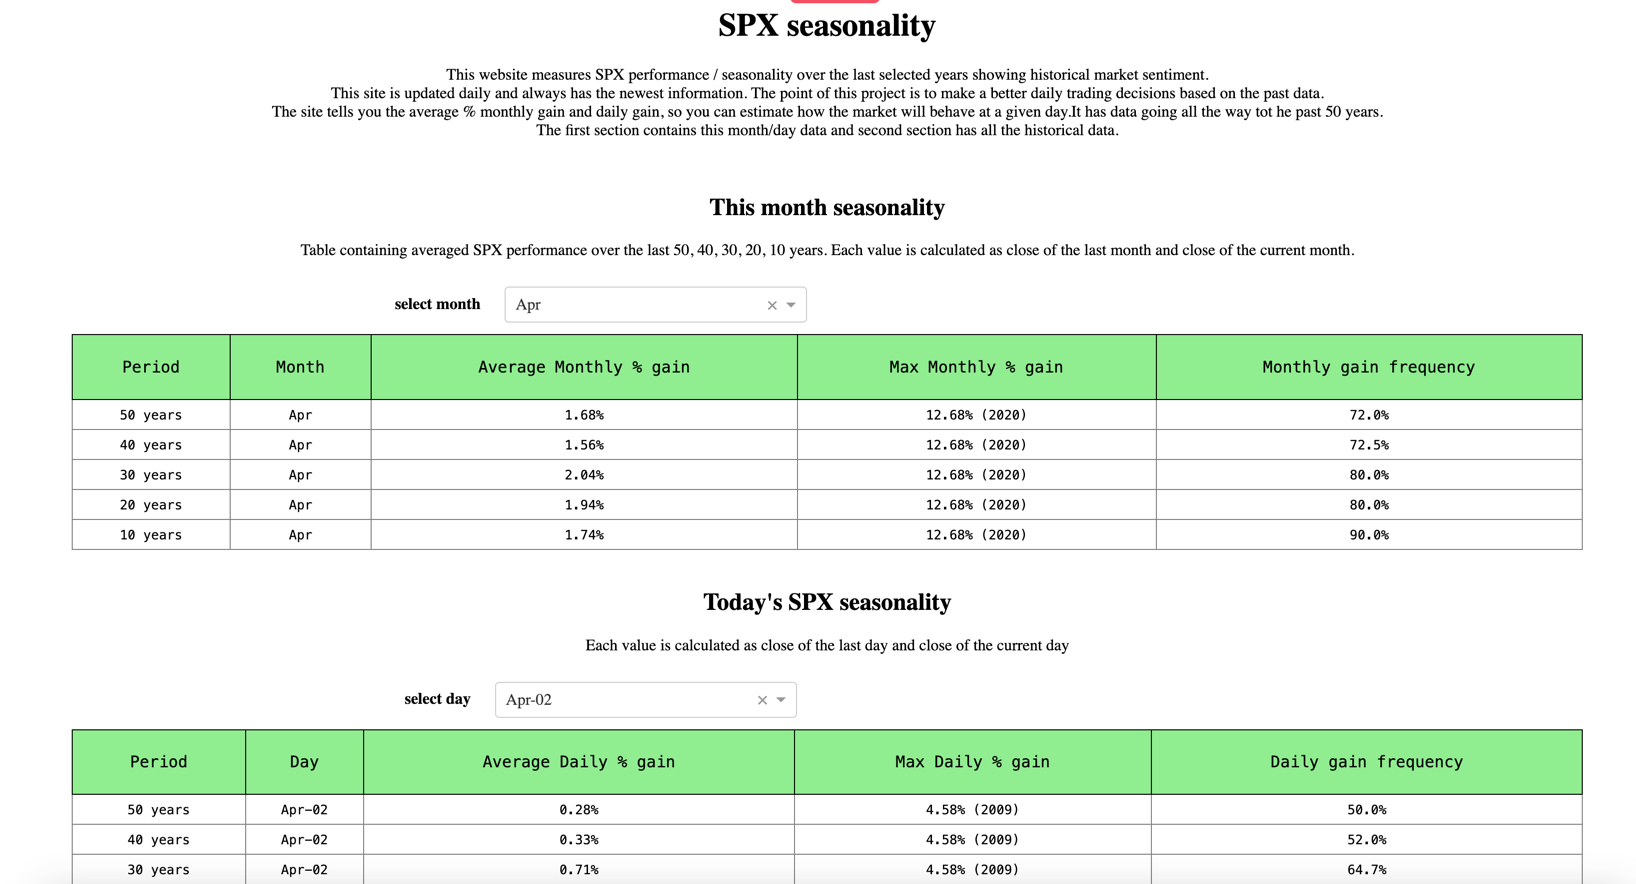 SPX seasonality
This website measures SPX performance / seasonality over the last selected years showing historical market sentiment.
This site is updated daily and always has the newest information. The point of this project is to make a better daily trading decisions based on the past data.
The site tells you the average % monthly gain and daily gain, so you can estimate how the market will behave at a given day.It has data going all the way tot he past 50 years.
The first section contains this month/day data and second section has all the historical data.
This month seasonality
Table containing averaged SPX performance over the last 50, 40, 30, 20, 10 years. Each value is calculated as close of the last month and close of the current month.
select month Apr
Period Month Average Monthly % gain Max Monthly % gain Monthly gain frequency
50 years Apr 1.68% 12.68% (2020) 72.0%
40 years Apr 1.56% 12.68% (2020) 72.5%
30 years Apr 2.04% 12.68% (2020) 80.0%
20 years Apr 1.94% 12.68% (2020) 80.0%
10 years Apr 1.74% 12.68% (2020) 90.0%
Today's SPX seasonality
Each value is calculated as close of the last day and close of the current day
select day Apr-02
Period Day Average Daily % gain Max Daily % gain Daily gain frequency
50 years Apr-02 0.28% 4.58% (2009) 50.0%
40 years Apr-02 0.33% 4.58% (2009) 52.0%
30 years Apr-02 0.71% 4.58% (2009) 64.7%